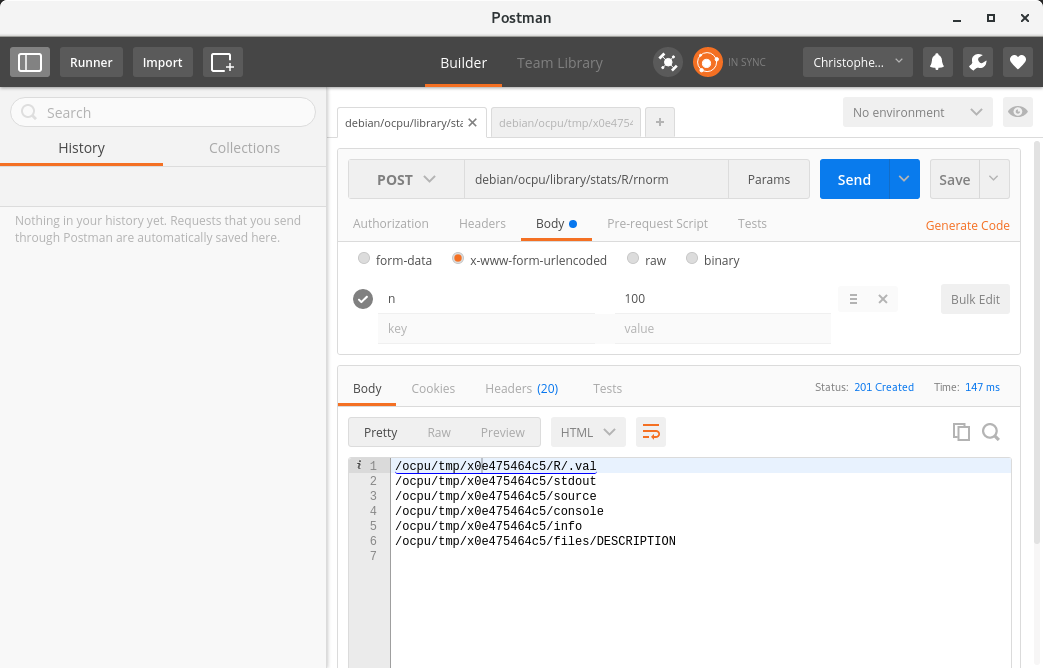 Postman
Runner
Import
Builder
Team Library
IN SYNC
Christophe...
Search
History
Collections
Nothing in your history yet. Requests that you send
through Postman are automatically saved here.
debian/ocpu/library/sta
debian/ocpu/tmp/x0e4754
+
No environment
POST
debian/ocpu/library/stats/R/rnorm
Params
Send
Save
Authorization
Headers
Body
Pre-request Script
Tests
Generate Code
form-data
x-www-form-urlencoded
raw
binary
n
100
Bulk Edit
key
value
Body
Cookies
Headers (20)
Tests
Status: 201 Created
Time: 147 ms
Pretty
Raw
Preview
HTML
i 1 /ocpu/tmp/x0e475464c5/R/.val
2 /ocpu/tmp/x0e475464c5/stdout
3 /ocpu/tmp/x0e475464c5/source
4 /ocpu/tmp/x0e475464c5/console
5 /ocpu/tmp/x0e475464c5/info
6 /ocpu/tmp/x0e475464c5/files/DESCRIPTION
7